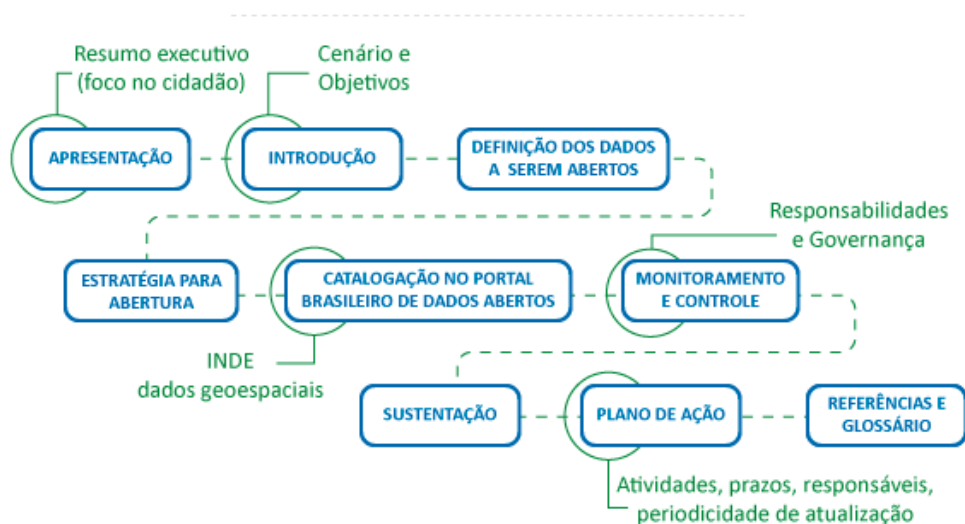 Resumo executivo
(foco no cidadão)
Cenário e
Objetivos
APRESENTAÇÃO
INTRODUÇÃO
DEFINIÇÃO DOS DADOS
A SEREM ABERTOS
Responsabilidades
e Governança
ESTRATÉGIA PARA
ABERTURA
CATALOGAÇÃO NO PORTAL
BRASILEIRO DE DADOS ABERTOS
MONITORAMENTO
E CONTROLE
INDE
dados geoespaciais
SUSTENTAÇÃO
PLANO DE AÇÃO
REFERÊNCIAS E
GLOSSÁRIO
Atividades, prazos, responsáveis,
periodicidade de atualização